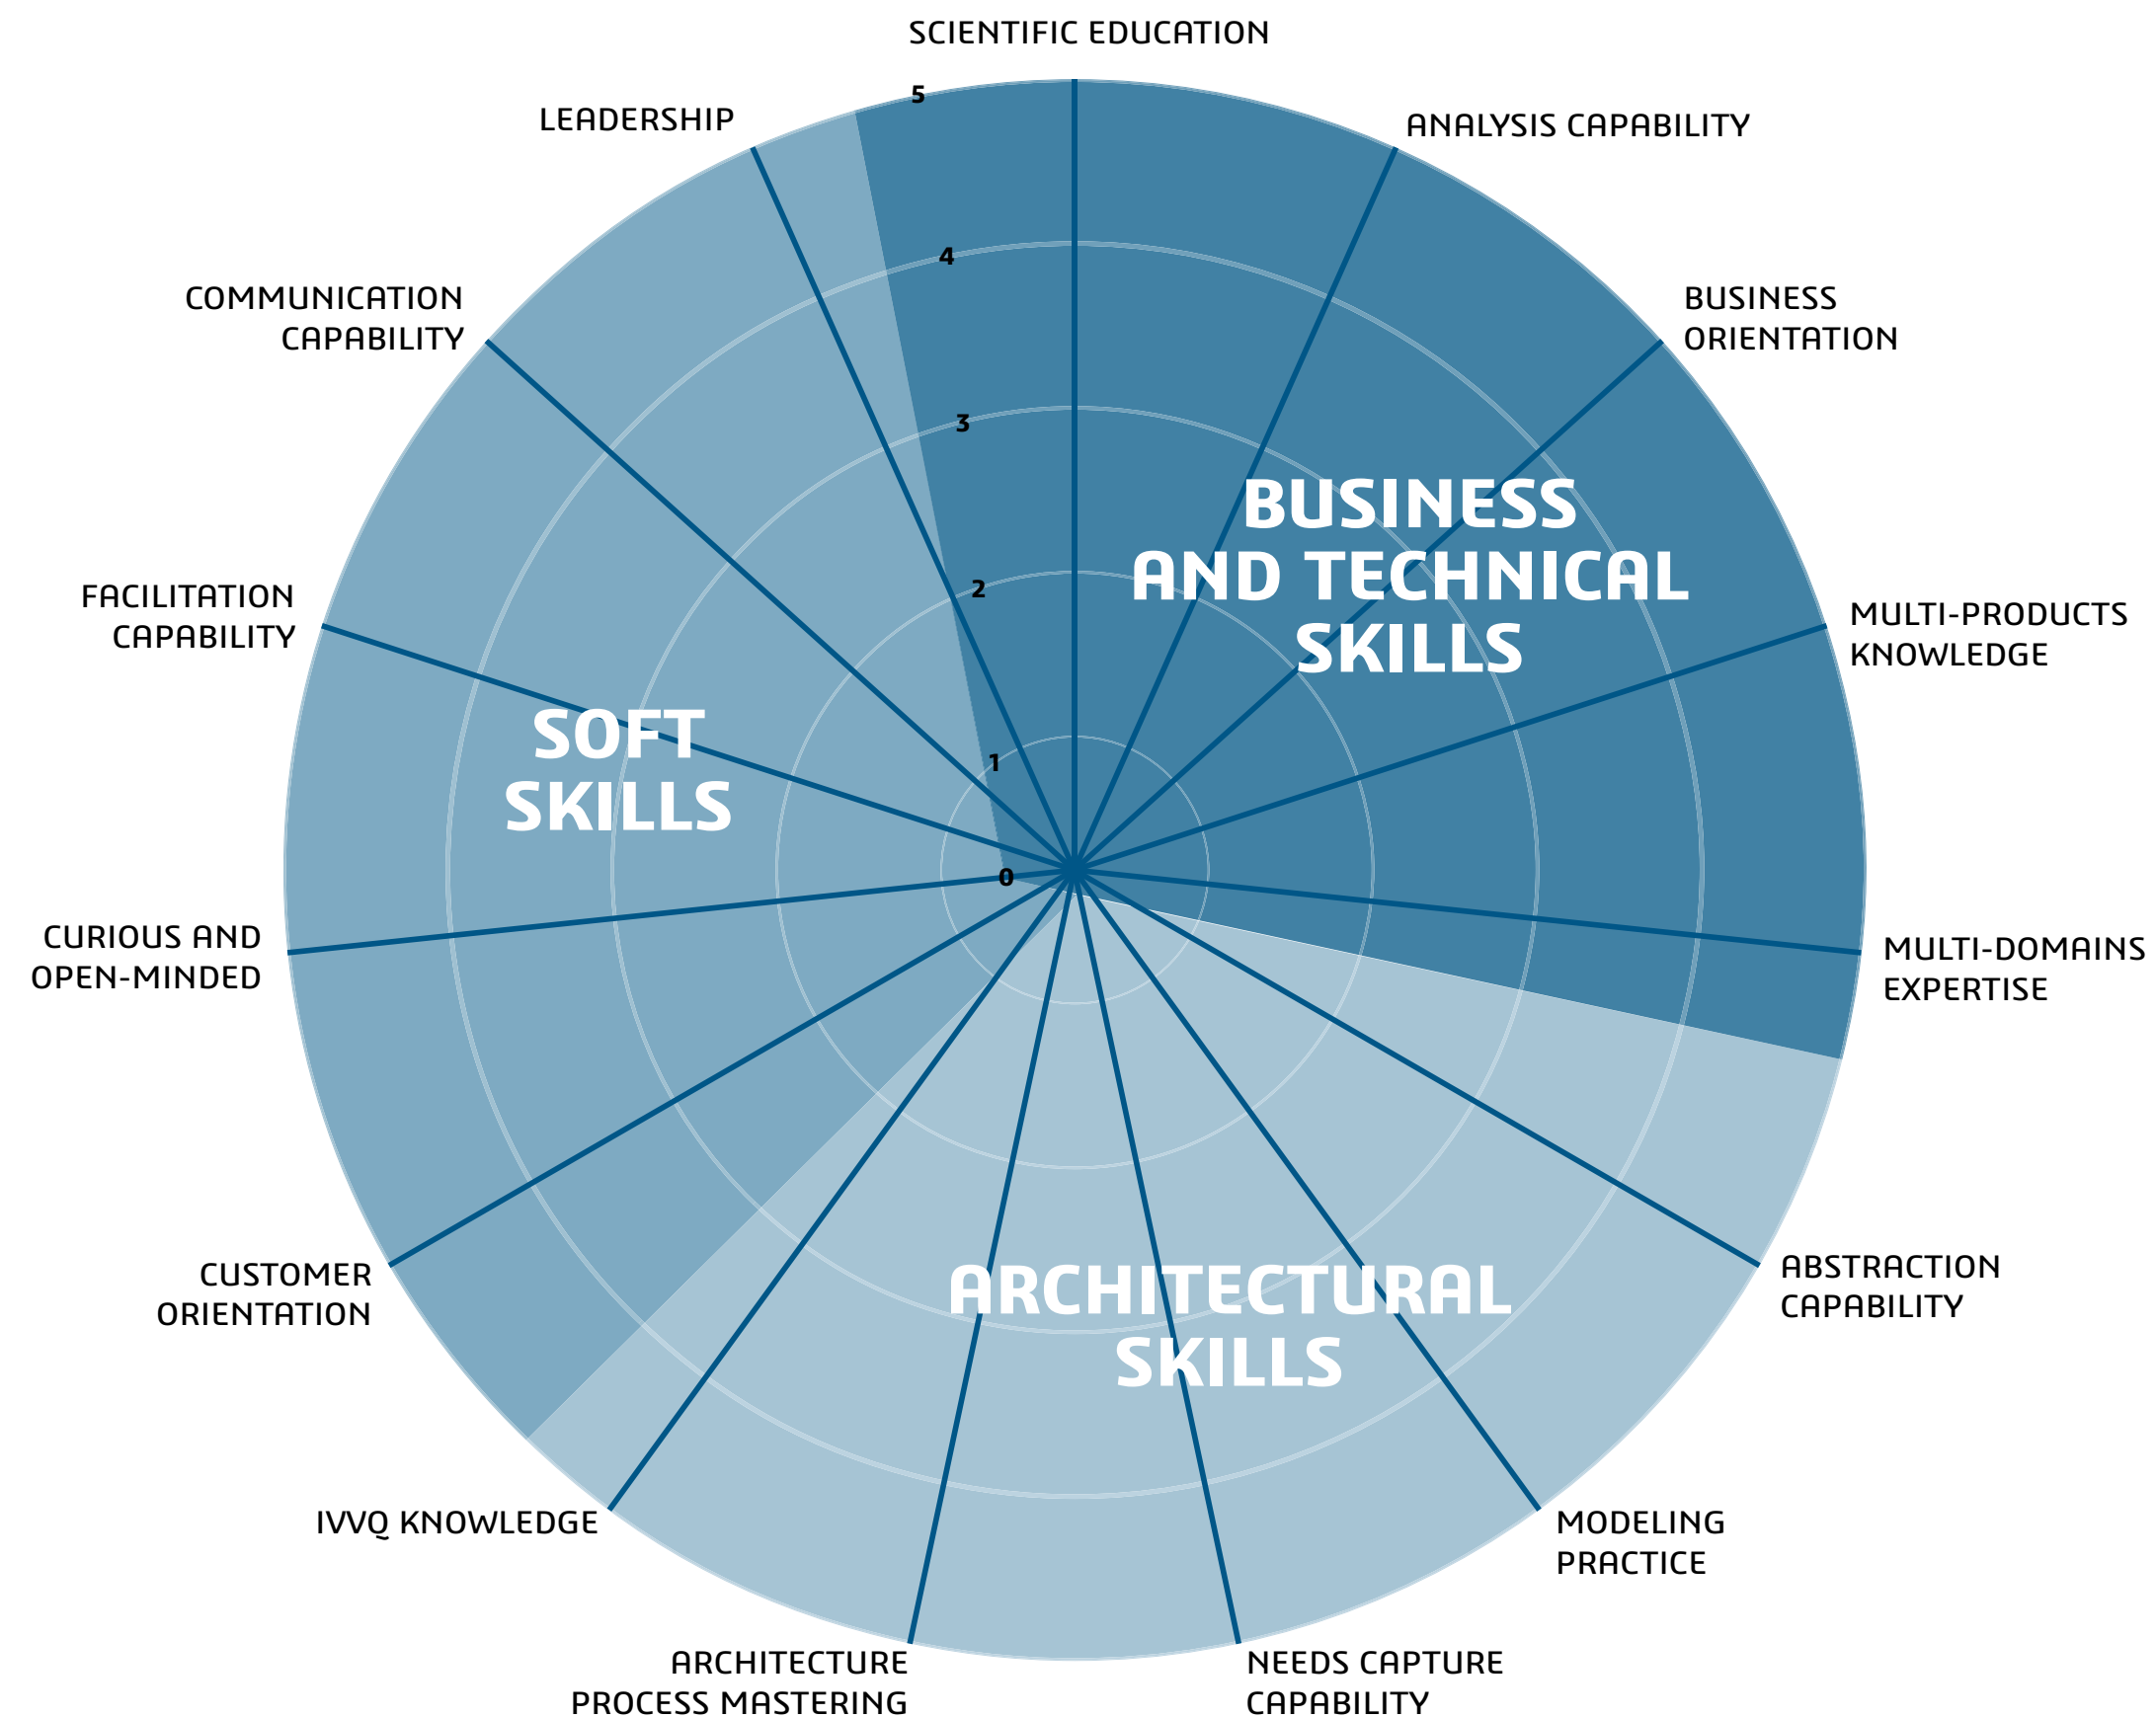 SCIENTIFIC EDUCATION
ANALYSIS CAPABILITY
BUSINESS
ORIENTATION
MULTI-PRODUCTS
KNOWLEDGE
MULTI-DOMAINS
EXPERTISE
ABSTRACTION
CAPABILITY
MODELING
PRACTICE
NEEDS CAPTURE
CAPABILITY
ARCHITECTURE
PROCESS MASTERING
IVVQ KNOWLEDGE
CUSTOMER
ORIENTATION
CURIOUS AND
OPEN-MINDED
FACILITATION
CAPABILITY
COMMUNICATION
CAPABILITY
LEADERSHIP
5
4
3
2
1
0
BUSINESS
AND TECHNICAL
SKILLS
SOFT
SKILLS
ARCHITECTURAL
SKILLS